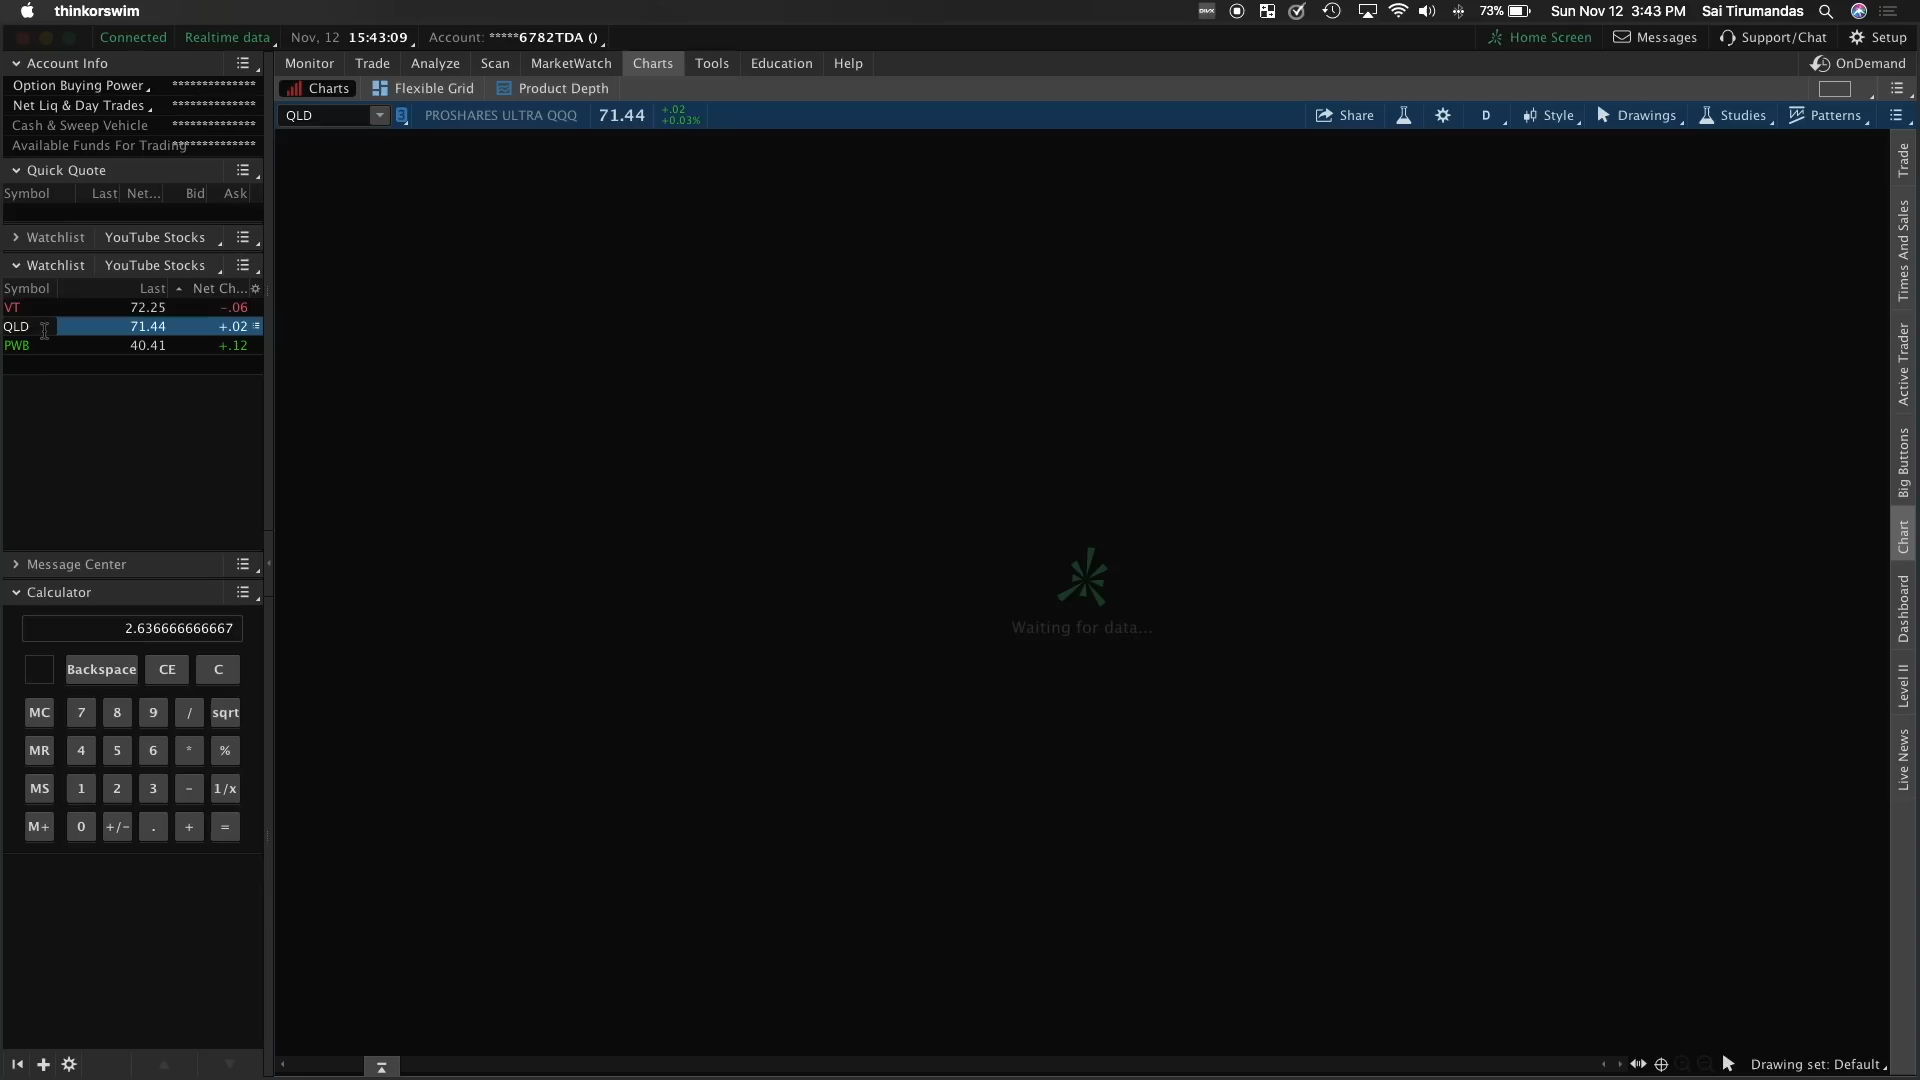 thinkorswim 73% Sun Nov 12 3:43 PM Sai Tirumandas
Connected Realtime data Nov, 12 15:43:09 Account: *****6782TDA () Home Screen Messages Support/Chat Setup
Account Info
Option Buying Power **************
Net Liq & Day Trades **************
Cash & Sweep Vehicle **************
Available Funds For Trading **************
Quick Quote
Symbol Last Net... Bid Ask
Watchlist YouTube Stocks
Watchlist YouTube Stocks
Symbol Last Net Ch...
VT 72.25 -.06
QLD 71.44 +.02
PWB 40.41 +.12
Message Center
Calculator
2.636666666667
Backspace CE C
MC 7 8 9 / sqrt
MR 4 5 6 * %
MS 1 2 3 - 1/x
M+ 0 +/- . + =
Monitor Trade Analyze Scan MarketWatch Charts Tools Education Help OnDemand
Charts Flexible Grid Product Depth
QLD 3 PROSHARES ULTRA QQQ 71.44 +.02 Share D Style Drawings Studies Patterns
+0.03%
Waiting for data...
Trade
Times And Sales
Active Trader
Big Buttons
Chart
Dashboard
Level II
Live News
Drawing set: Default